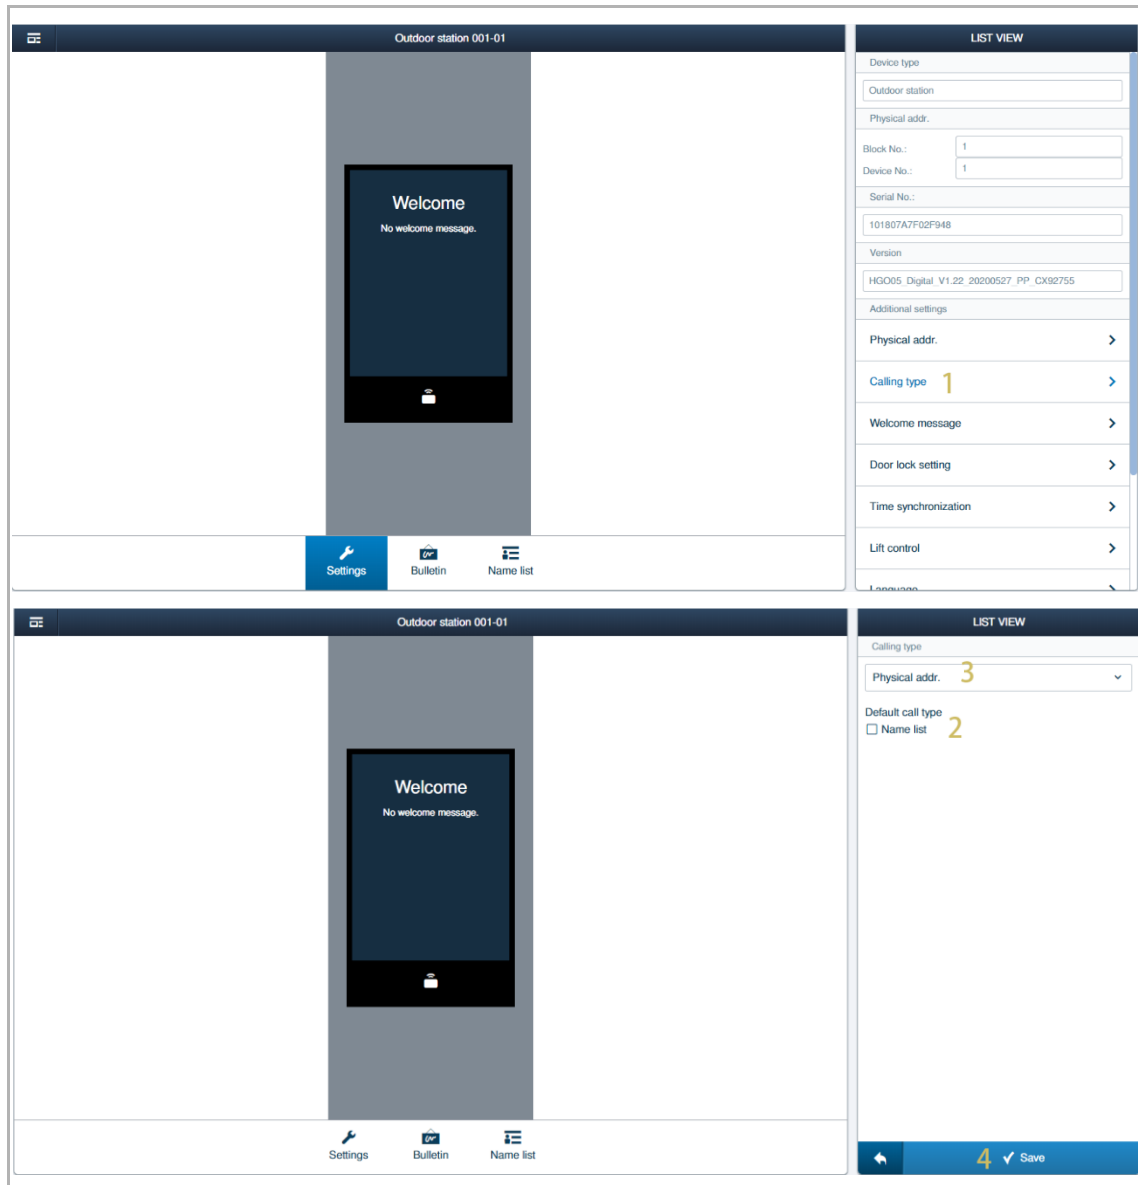 Outdoor station 001-01
Welcome
No welcome message.
Settings
Bulletin
Name list
LIST VIEW
Device type
Outdoor station
Physical addr.
Block No.: 1
Device No.: 1
Serial No.:
101807A7F02F948
Version
HGO05_Digital_V1.22_20200527_PP_CX92755
Additional settings
Physical addr.
Calling type 1
Welcome message
Door lock setting
Time synchronization
Lift control
Language
Outdoor station 001-01
Welcome
No welcome message.
Settings
Bulletin
Name list
LIST VIEW
Calling type
Physical addr. 3
Default call type
Name list 2
4 Save